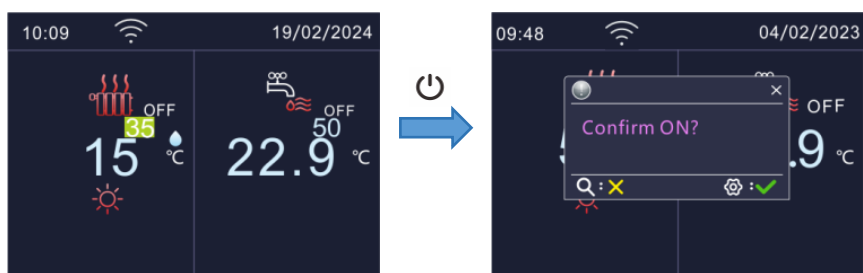 10:09 19/02/2024
OFF
35
15 °C
OFF
50
22.9 °C
09:48 04/02/2023
Confirm ON?
: :
OFF
.9 °C